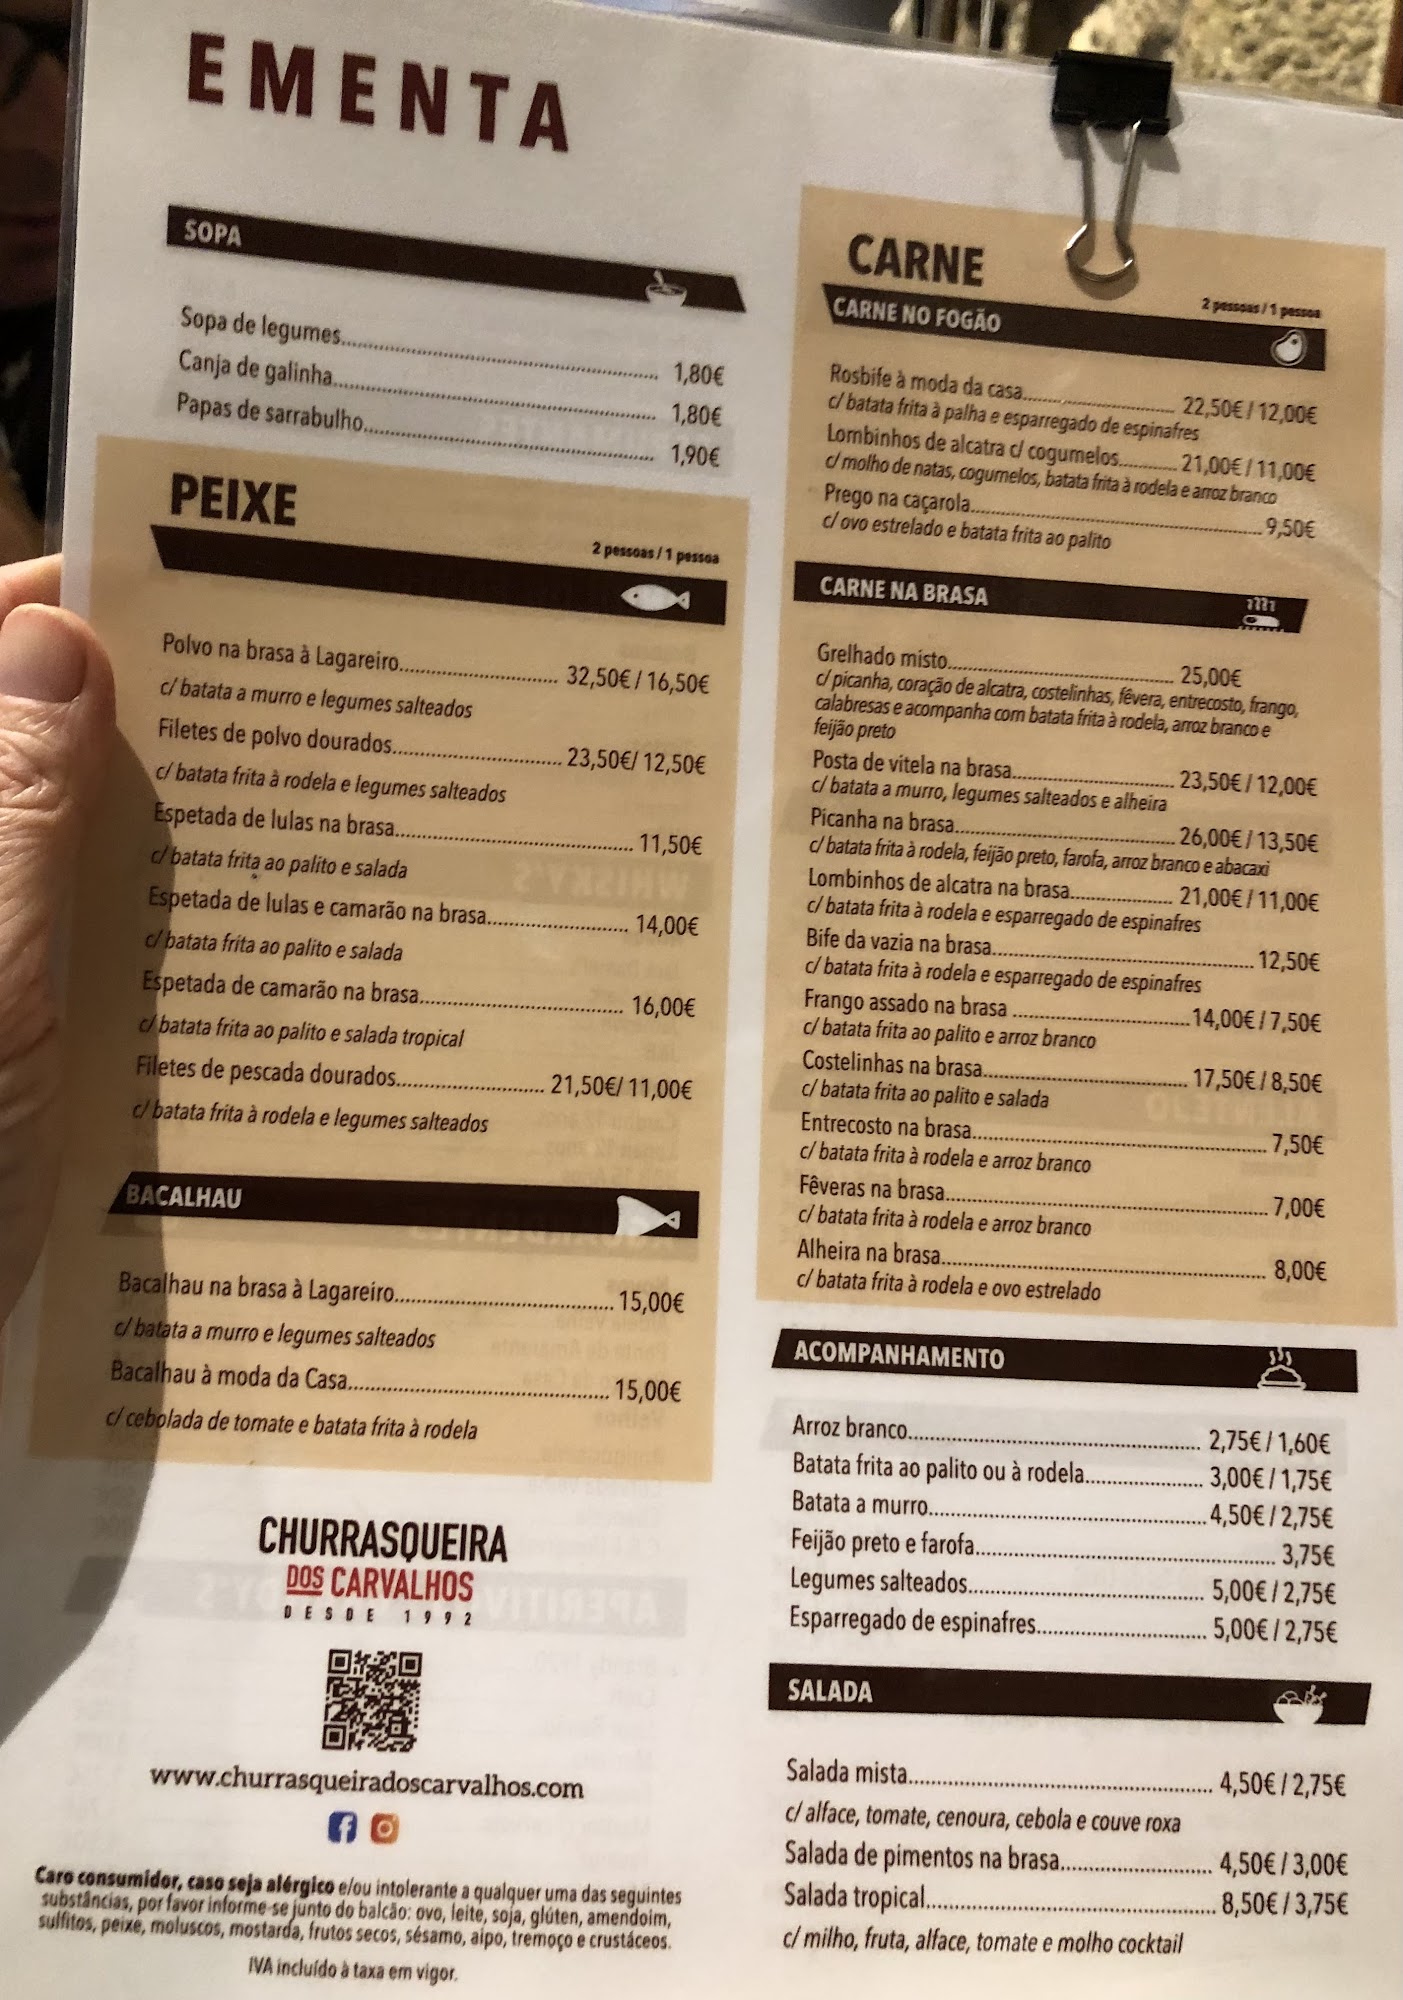 EMENTA
SOPA
Sopa de legumes 1,80€
Canja de galinha 1,80€
Papas de sarrabulho 1,90€
PEIXE
2 pessoas / 1 pessoa
Polvo na brasa à Lagareiro 32,50€ / 16,50€
c/ batata a murro e legumes salteados
Filetes de polvo dourados 23,50€/ 12,50€
c/ batata frita à rodela e legumes salteados
Espetada de lulas na brasa 11,50€
c/ batata frita ao palito e salada
Espetada de lulas e camarão na brasa 14,00€
c/ batata frita ao palito e salada
Espetada de camarão na brasa 16,00€
c/ batata frita ao palito e salada tropical
Filetes de pescada dourados 21,50€/ 11,00€
c/ batata frita à rodela e legumes salteados
BACALHAU
Bacalhau na brasa à Lagareiro 15,00€
c/ batata a murro e legumes salteados
Bacalhau à moda da Casa 15,00€
c/ cebolada de tomate e batata frita à rodela
CHURRASQUEIRA
DOS CARVALHOS
DESDE 1992
www.churrasqueiradoscarvalhos.com
Caro consumidor, caso seja alérgico e/ou intolerante a qualquer uma das seguintes
substâncias, por favor informe-se junto do balcão: ovo, leite, soja, glúten, amendoim,
sulfitos, peixe, moluscos, mostarda, frutos secos, sésamo, aipo, tremoço e crustáceos.
IVA incluído à taxa em vigor.
CARNE
2 pessoas / 1 pessoa
CARNE NO FOGÃO
Rosbife à moda da casa 22,50€ / 12,00€
c/ batata frita à palha e esparregado de espinafres
Lombinhos de alcatra c/ cogumelos 21,00€ / 11,00€
c/ molho de natas, cogumelos, batata frita à rodela e arroz branco
Prego na caçarola 9,50€
c/ ovo estrelado e batata frita ao palito
CARNE NA BRASA
Grelhado misto 25,00€
c/ picanha, coração de alcatra, costelinhas, fêvera, entrecosto, frango,
calabresas e acompanha com batata frita à rodela, arroz branco e
feijão preto
Posta de vitela na brasa 23,50€ / 12,00€
c/ batata a murro, legumes salteados e alheira
Picanha na brasa 26,00€ / 13,50€
c/ batata frita à rodela, feijão preto, farofa, arroz branco e abacaxi
Lombinhos de alcatra na brasa 21,00€ / 11,00€
c/ batata frita à rodela e esparregado de espinafres
Bife da vazia na brasa 12,50€
c/ batata frita à rodela e esparregado de espinafres
Frango assado na brasa 14,00€ / 7,50€
c/ batata frita ao palito e arroz branco
Costelinhas na brasa 17,50€ / 8,50€
c/ batata frita ao palito e salada
Entrecosto na brasa 7,50€
c/ batata frita à rodela e arroz branco
Fêveras na brasa 7,00€
c/ batata frita à rodela e arroz branco
Alheira na brasa 8,00€
c/ batata frita à rodela e ovo estrelado
ACOMPANHAMENTO
Arroz branco 2,75€ / 1,60€
Batata frita ao palito ou à rodela 3,00€ / 1,75€
Batata a murro 4,50€ / 2,75€
Feijão preto e farofa 3,75€
Legumes salteados 5,00€ / 2,75€
Esparregado de espinafres 5,00€ / 2,75€
SALADA
Salada mista 4,50€ / 2,75€
c/ alface, tomate, cenoura, cebola e couve roxa
Salada de pimentos na brasa 4,50€ / 3,00€
Salada tropical 8,50€ / 3,75€
c/ milho, fruta, alface, tomate e molho cocktail